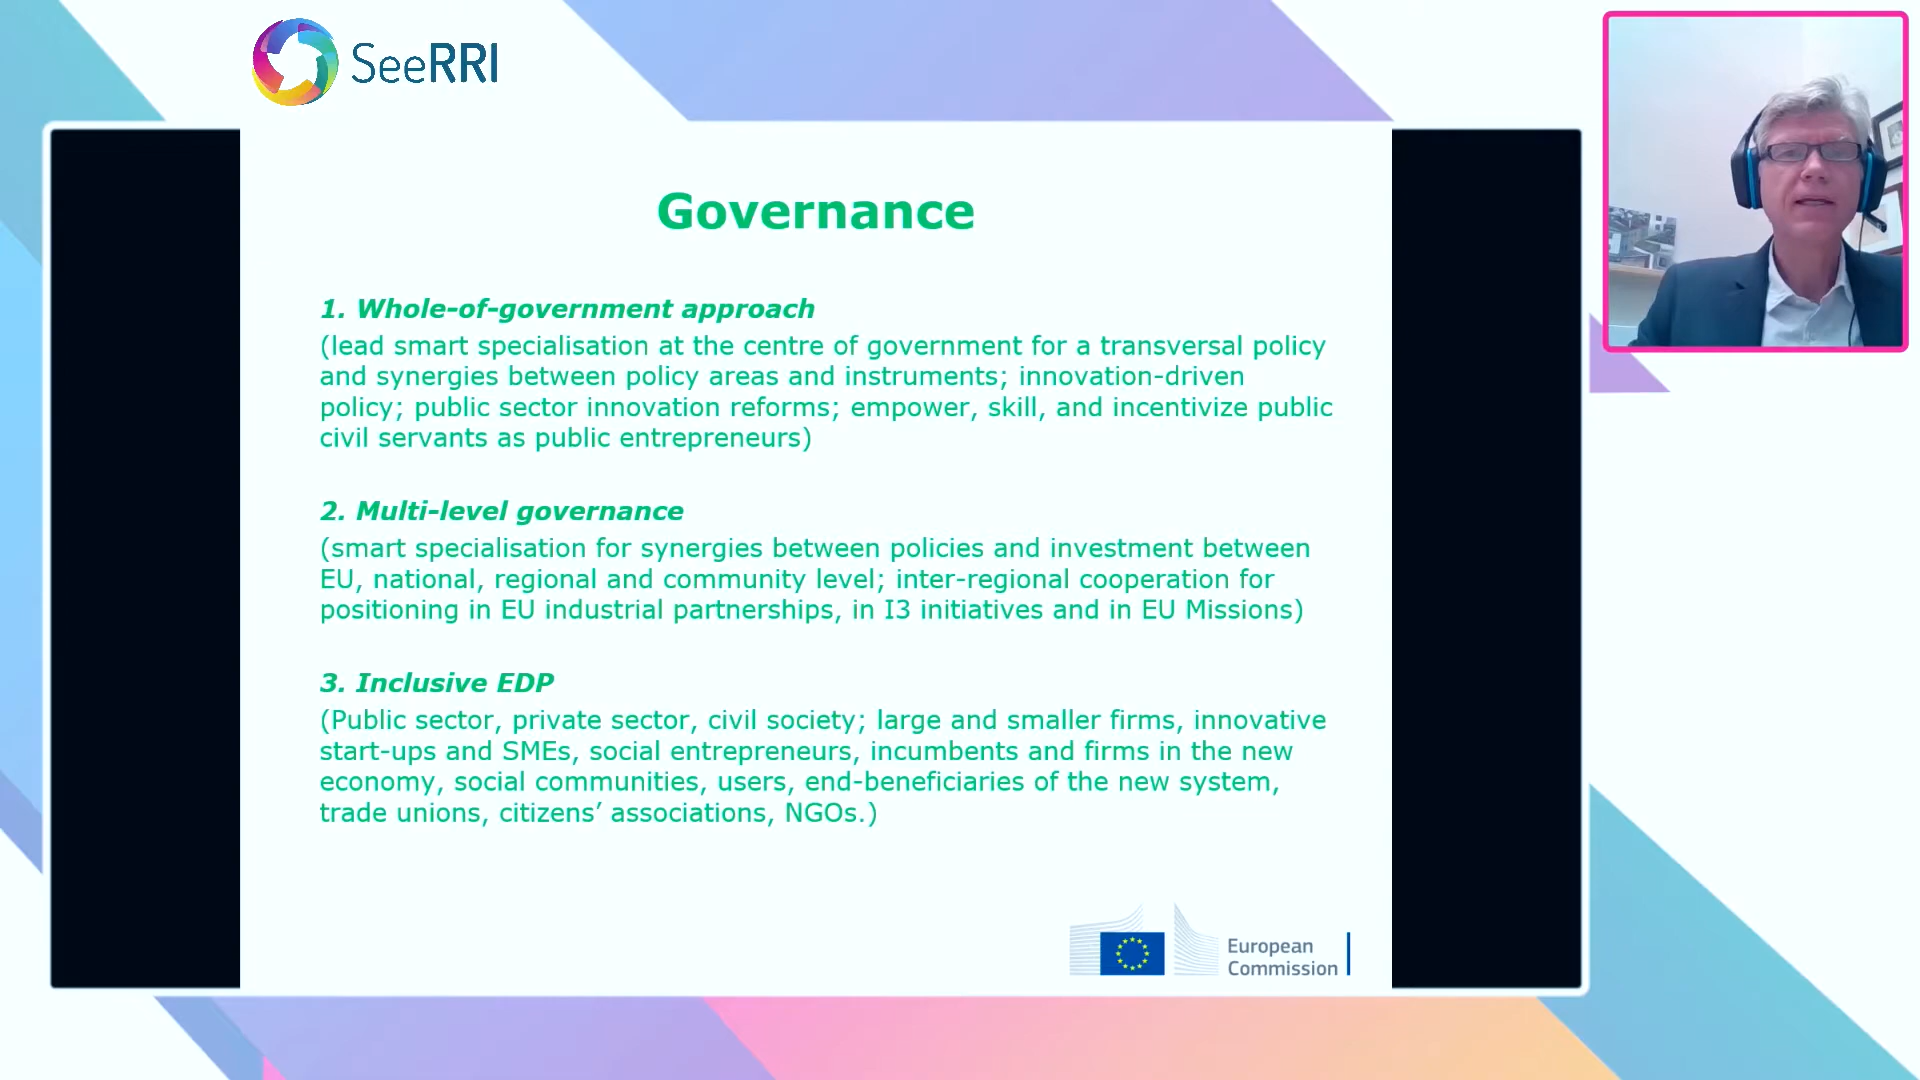 SeeRRI
Governance
1. Whole-of-government approach
(lead smart specialisation at the centre of government for a transversal policy
and synergies between policy areas and instruments; innovation-driven
policy; public sector innovation reforms; empower, skill, and incentivize public
civil servants as public entrepreneurs)
2. Multi-level governance
(smart specialisation for synergies between policies and investment between
EU, national, regional and community level; inter-regional cooperation for
positioning in EU industrial partnerships, in I3 initiatives and in EU Missions)
3. Inclusive EDP
(Public sector, private sector, civil society; large and smaller firms, innovative
start-ups and SMEs, social entrepreneurs, incumbents and firms in the new
economy, social communities, users, end-beneficiaries of the new system,
trade unions, citizens’ associations, NGOs.)
European
Commission